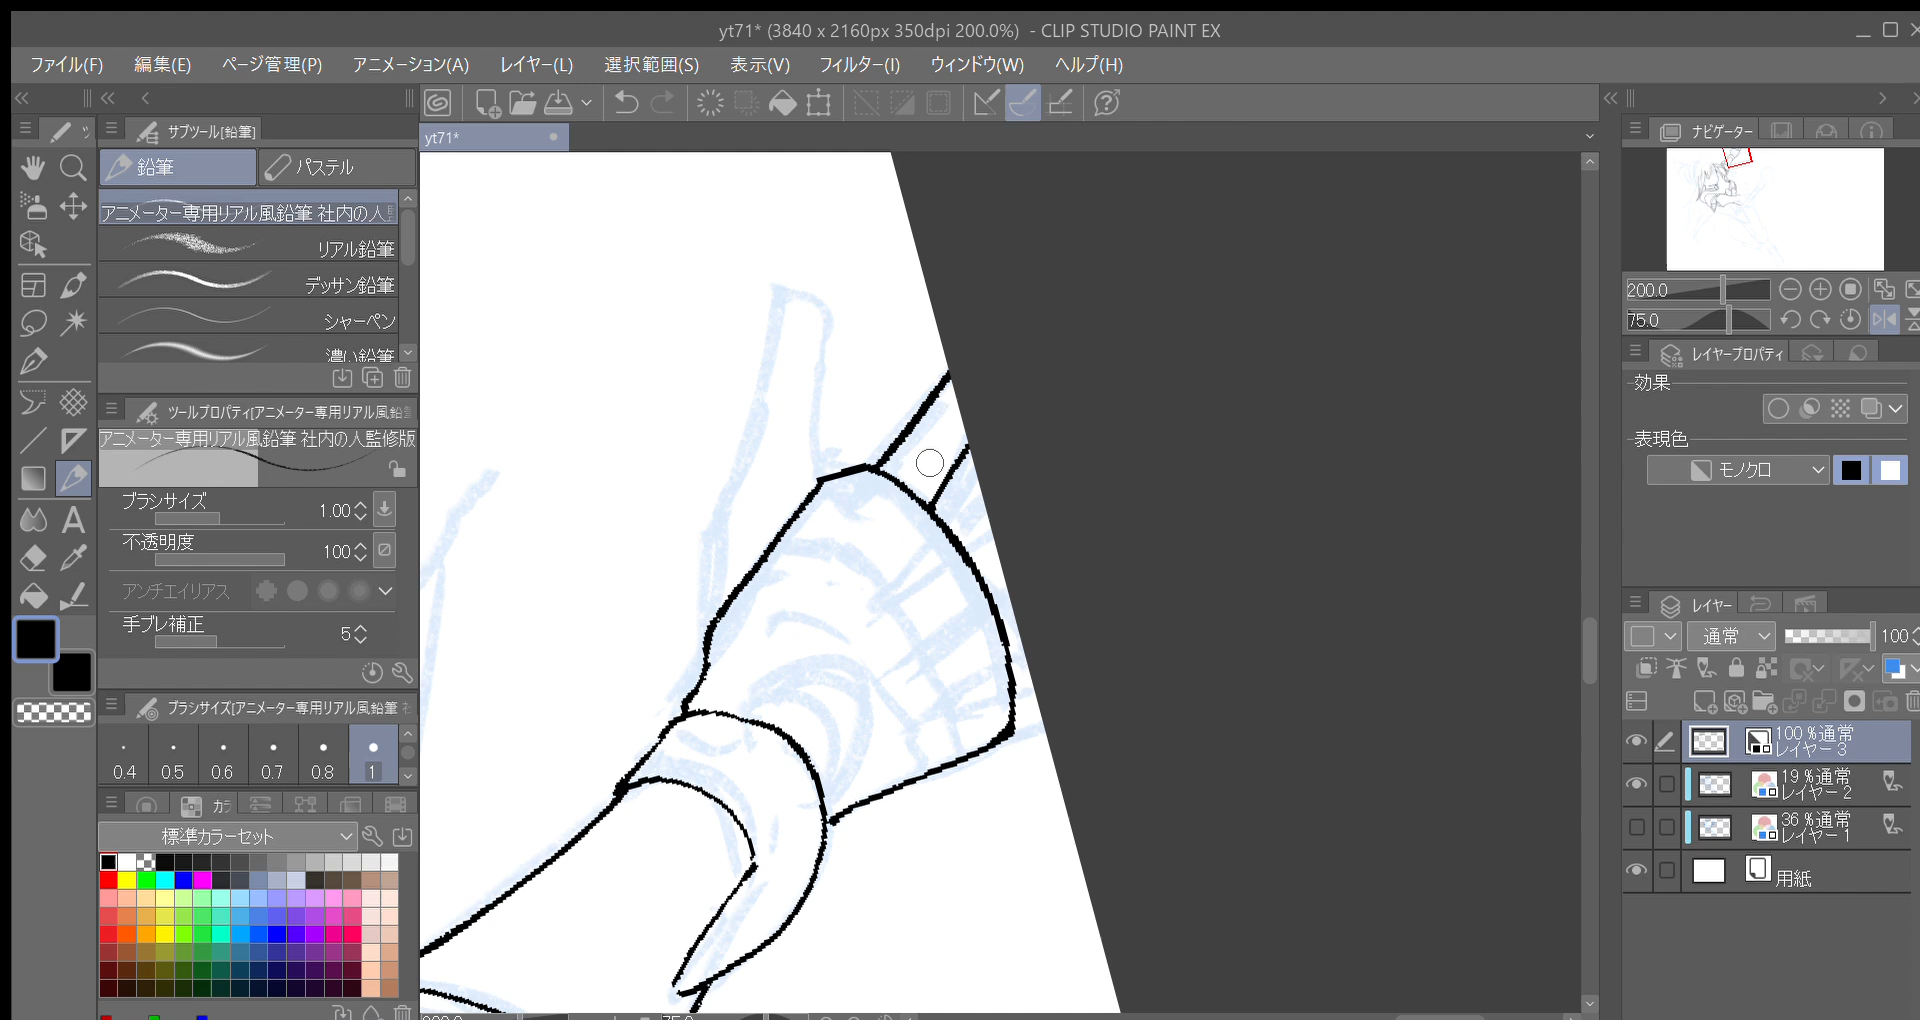 yt71* (3840 x 2160px 350dpi 200.0%) - CLIP STUDIO PAINT EX
ファイル(F) 編集(E) ページ管理(P) アニメーション(A) レイヤー(L) 選択範囲(S) 表示(V) フィルター(I) ウィンドウ(W) ヘルプ(H)
サブツール[鉛筆]
yt71*
ナビゲーター
鉛筆 パステル
アニメーター専用リアル風鉛筆 社内の人
リアル鉛筆
デッサン鉛筆
シャーペン
濃い鉛筆
200.0
75.0
レイヤープロパティ
効果
表現色
モノクロ
ツールプロパティ[アニメーター専用リアル風鉛筆
アニメーター専用リアル風鉛筆 社内の人監修版
ブラシサイズ 1.00
不透明度 100
アンチエイリアス
手ブレ補正 5
レイヤー
通常 100
ブラシサイズ[アニメーター専用リアル風鉛筆
0.4 0.5 0.6 0.7 0.8 1
100 %通常
レイヤー 3
19 %通常
レイヤー 2
36 %通常
レイヤー 1
用紙
カラ
標準カラーセット